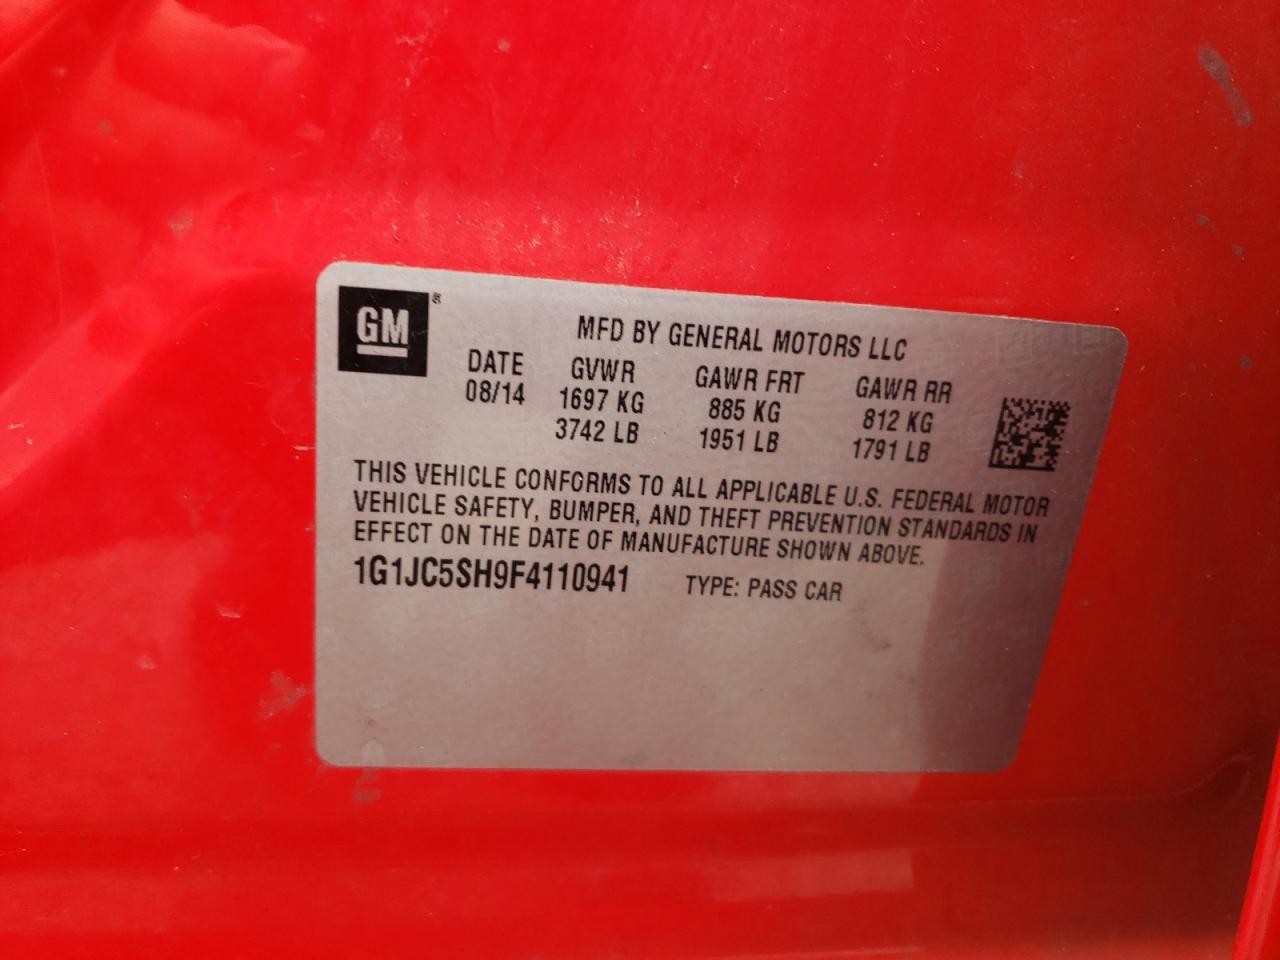 GM
MFD BY GENERAL MOTORS LLC
DATE GVWR GAWR FRT GAWR RR
08/14 1697 KG 885 KG 812 KG
3742 LB 1951 LB 1791 LB
THIS VEHICLE CONFORMS TO ALL APPLICABLE U.S. FEDERAL MOTOR
VEHICLE SAFETY, BUMPER, AND THEFT PREVENTION STANDARDS IN
EFFECT ON THE DATE OF MANUFACTURE SHOWN ABOVE.
1G1JC5SH9F4110941 TYPE: PASS CAR